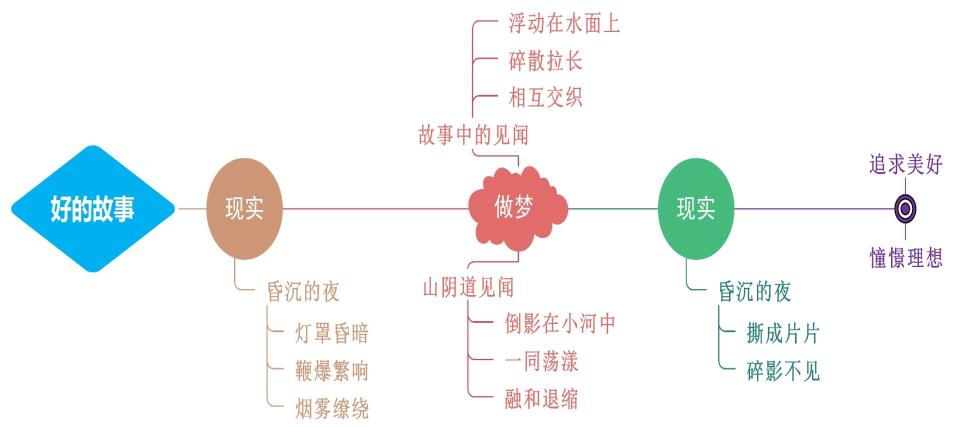 好的故事
现实
昏沉的夜
灯罩昏暗
鞭爆繁响
烟雾缭绕
做梦
故事中的见闻
浮动在水面上
碎散拉长
相互交织
山阴道见闻
倒影在小河中
一同荡漾
融和退缩
现实
昏沉的夜
撕成片片
碎影不见
追求美好
憧憬理想